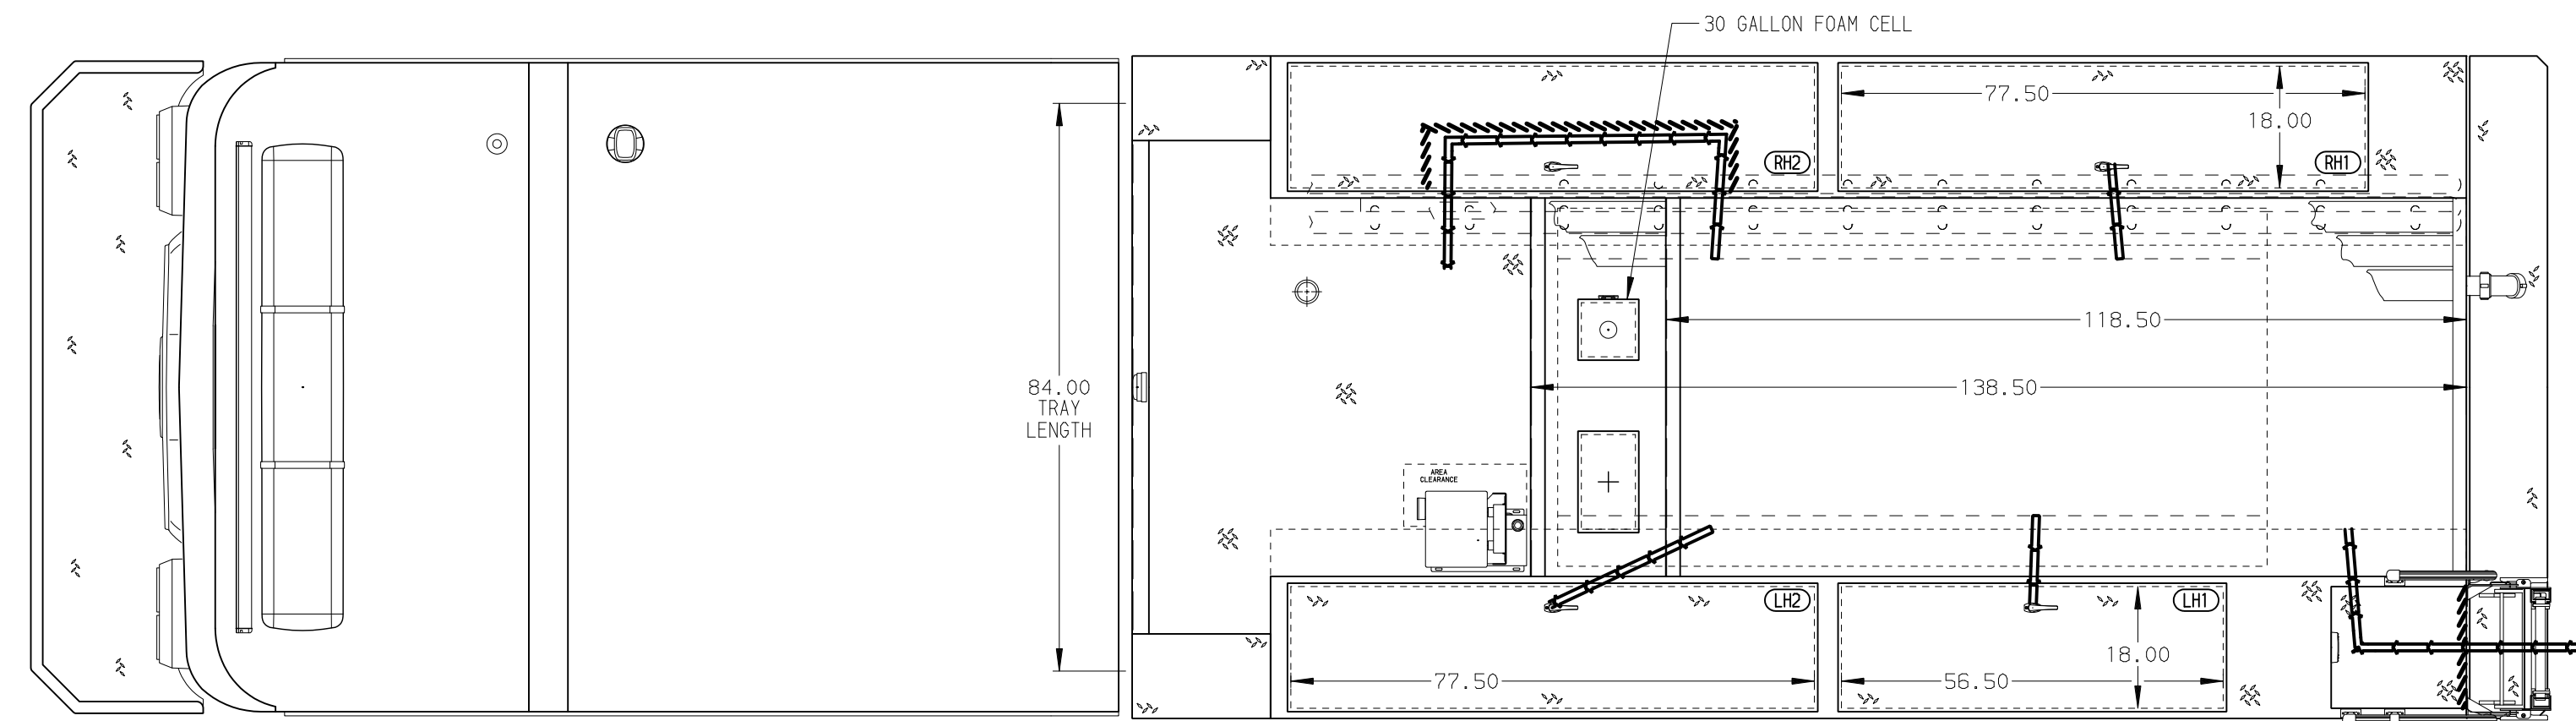 30 GALLON FOAM CELL
77.50
18.00
RH2
RH1
118.50
84.00
TRAY
LENGTH
138.50
AREA
CLEARANCE
LH2
LH1
18.00
77.50
56.50